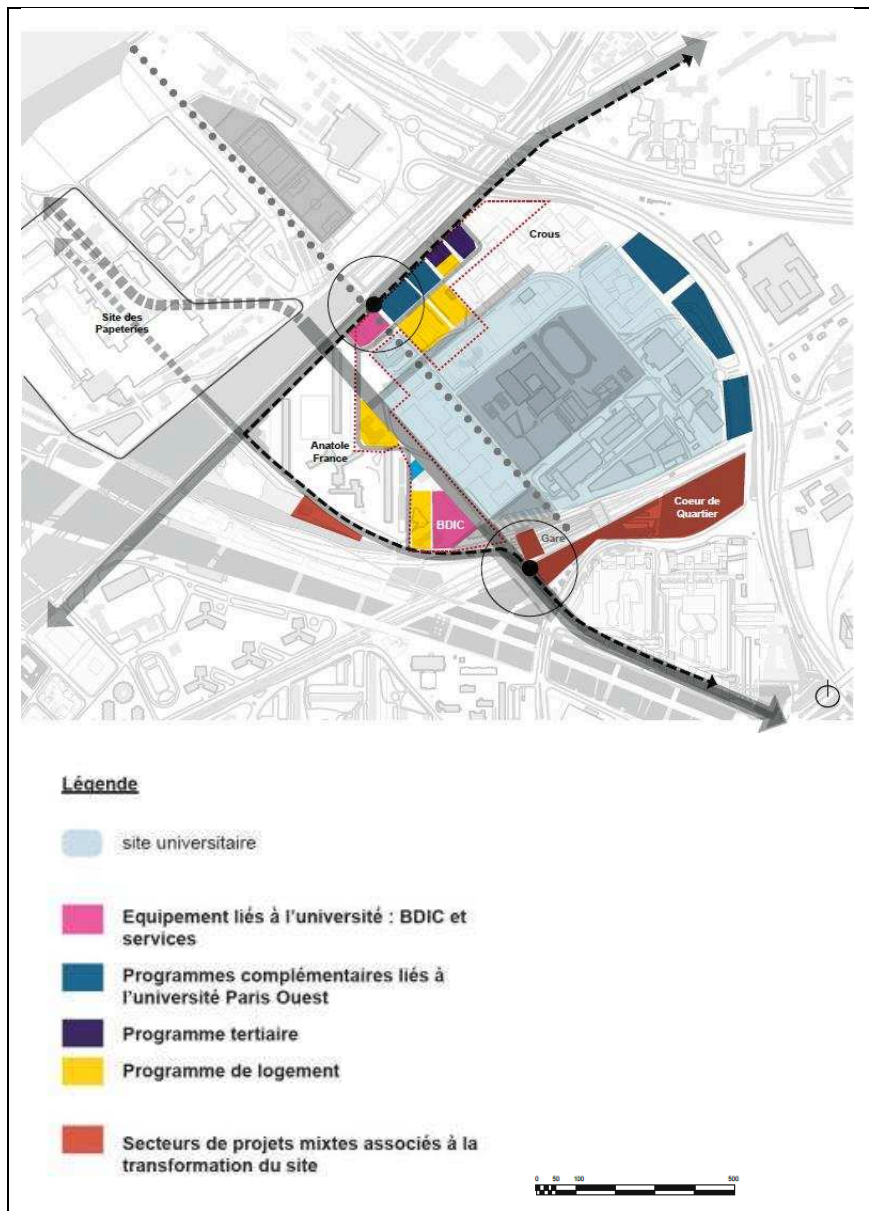 Crous
Site des
Papeteries
Anatole
France
BDIC
Gare
Coeur de
Quartier
Légende
site universitaire
Equipement liés à l'université : BDIC et
services
Programmes complémentaires liés à
l'université Paris Ouest
Programme tertiaire
Programme de logement
Secteurs de projets mixtes associés à la
transformation du site
0 50 100 500